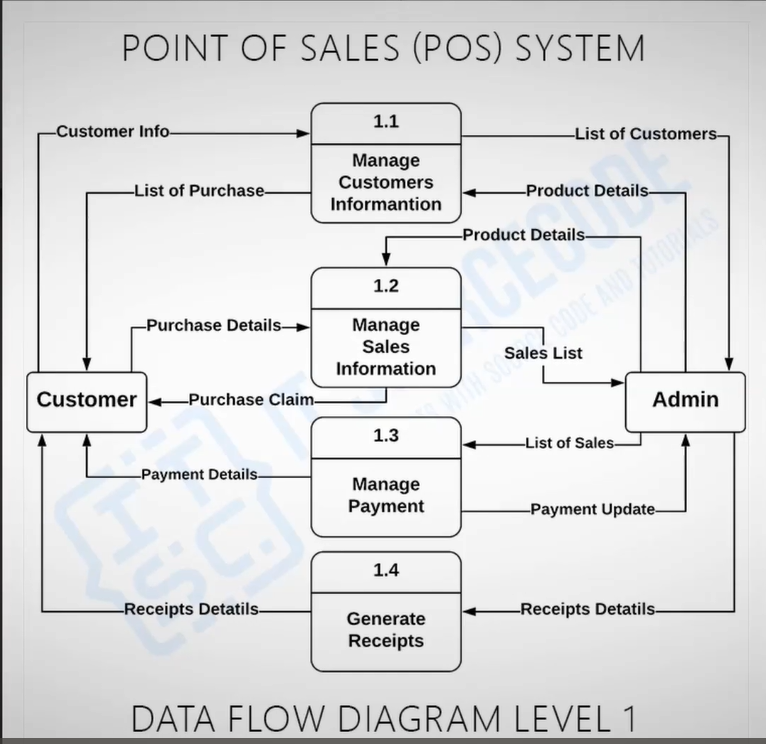 POINT OF SALES (POS) SYSTEM
1.1
Customer Info
List of Customers
Manage
Customers
Informantion
List of Purchase
Product Details
Product Details
1.2
Purchase Details
Manage
Sales
Information
Sales List
Customer
Purchase Claim
Admin
1.3
List of Sales
Payment Details
Manage
Payment
Payment Update
1.4
Receipts Detatils
Receipts Detatils
Generate
Receipts
DATA FLOW DIAGRAM LEVEL 1